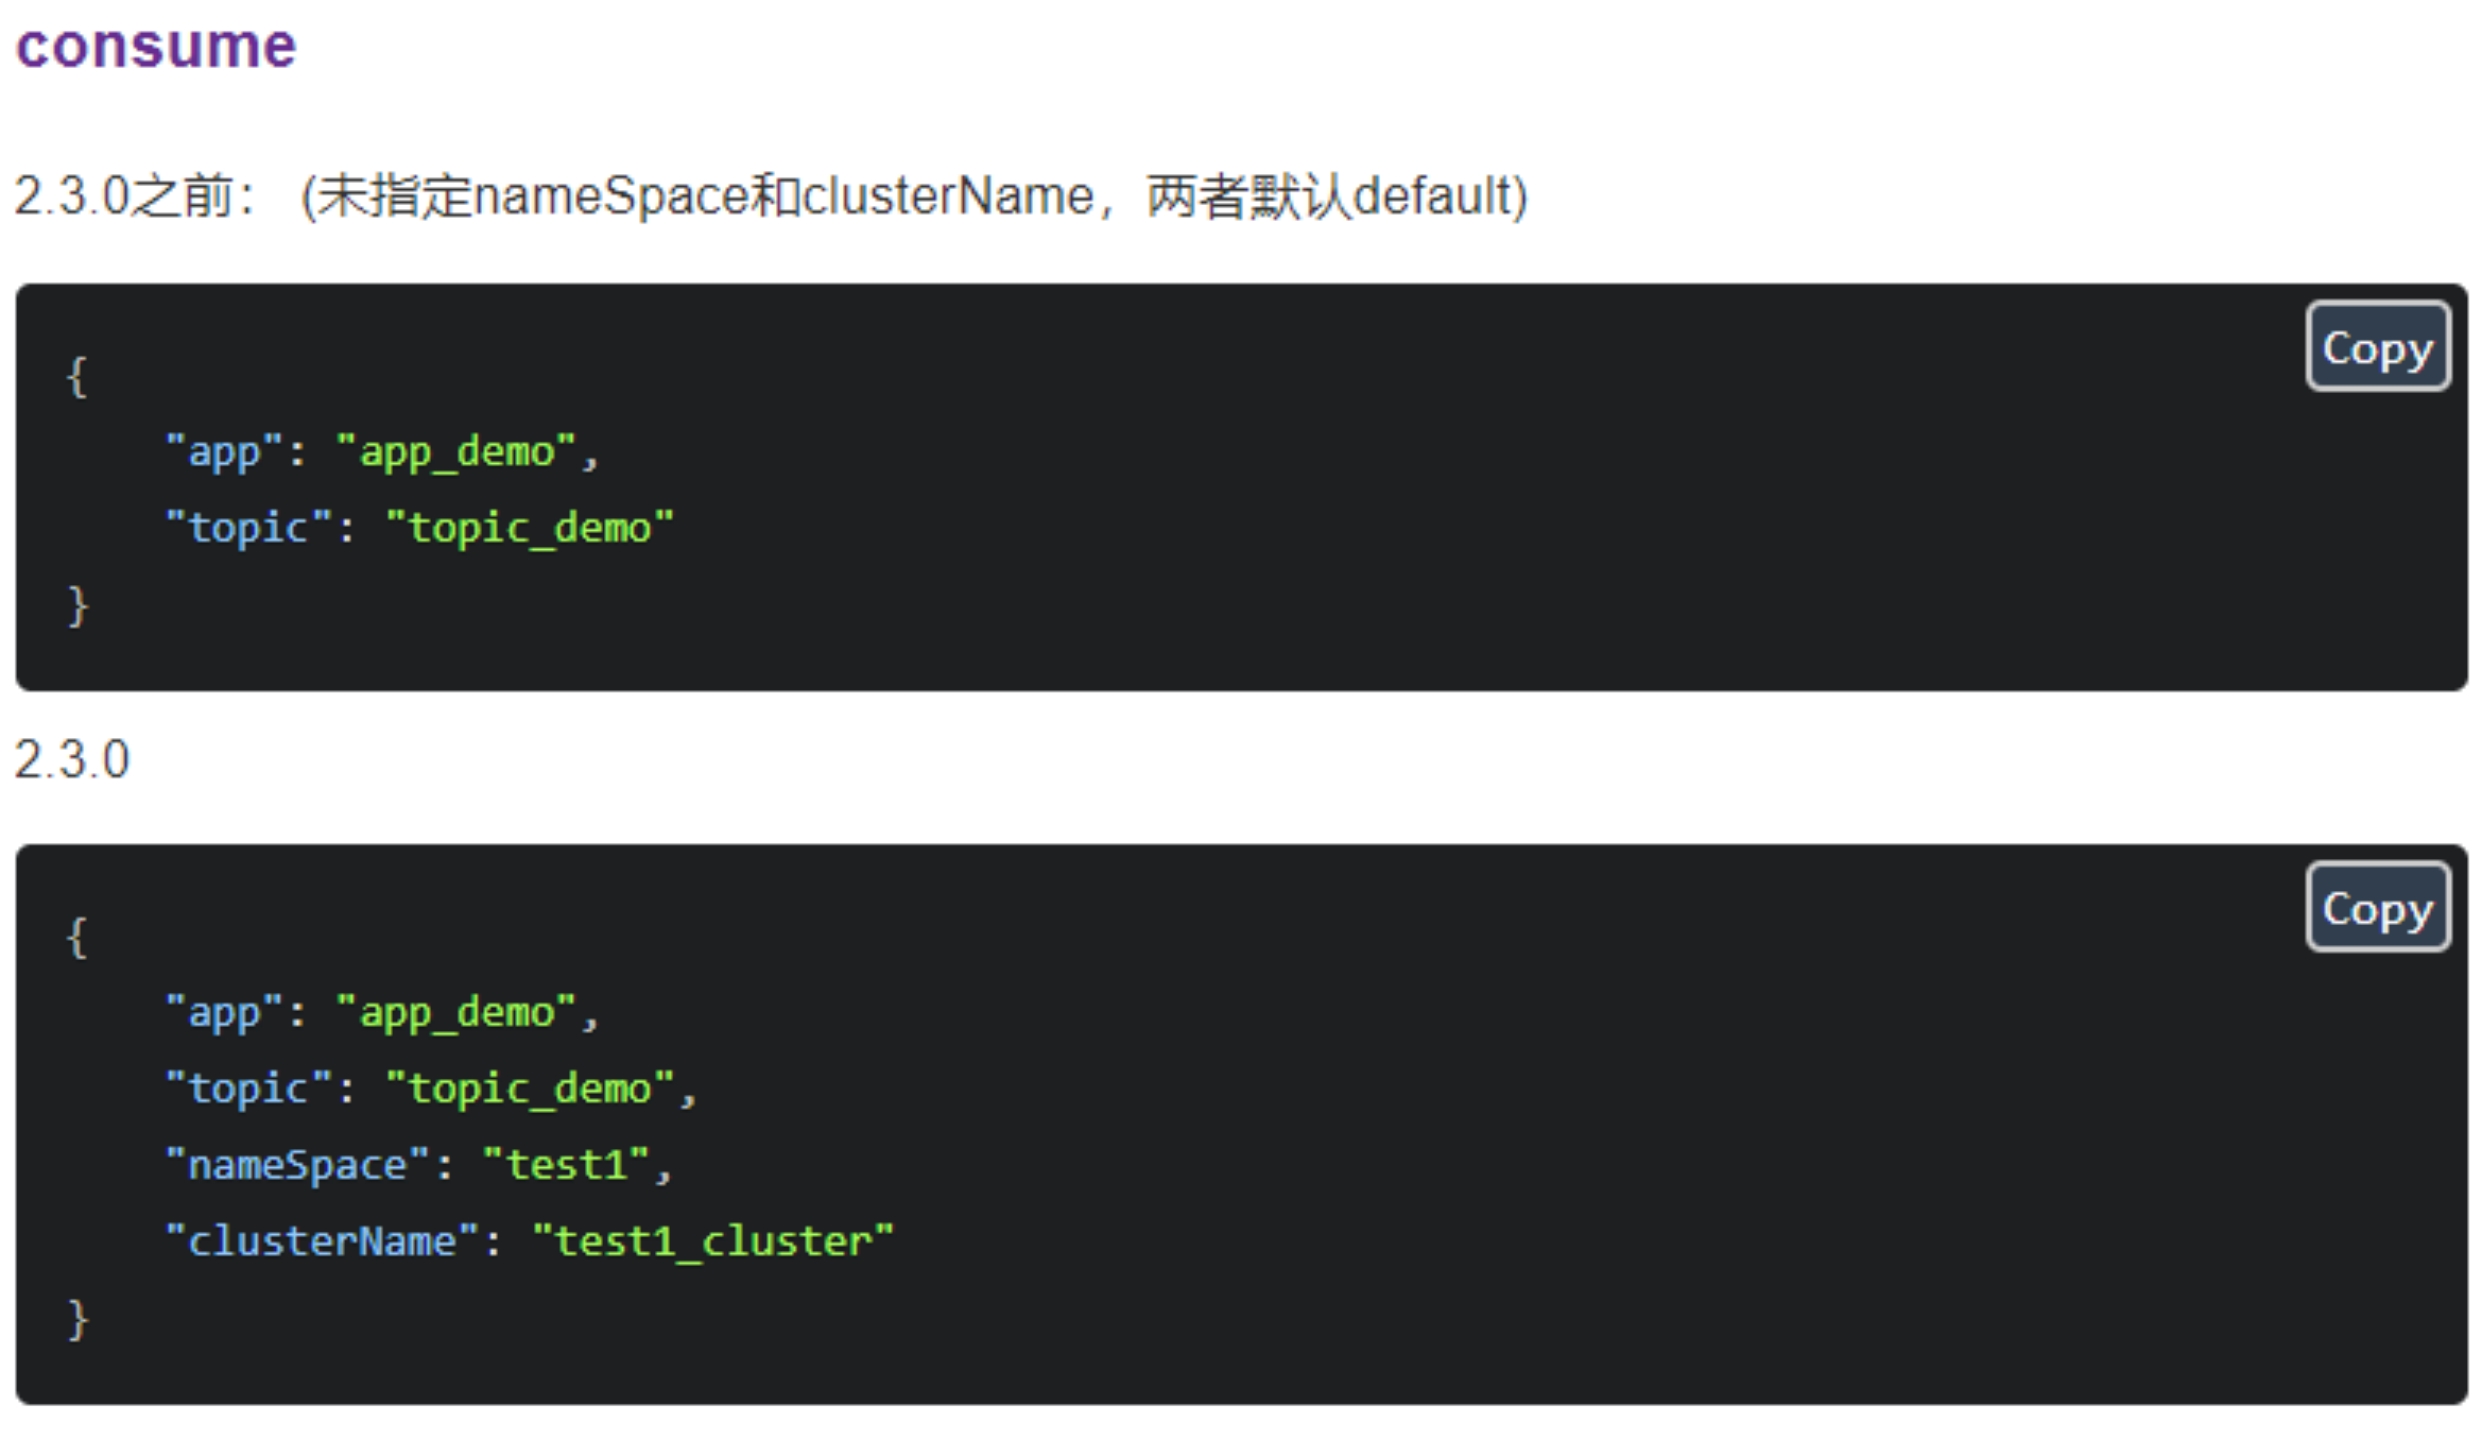 consume
2.3.0之前： (未指定nameSpace和clusterName，两者默认default)
Copy
{
"app": "app_demo",
"topic": "topic_demo"
}
2.3.0
Copy
{
"app": "app_demo",
"topic": "topic_demo",
"nameSpace": "test1",
"clusterName": "test1_cluster"
}